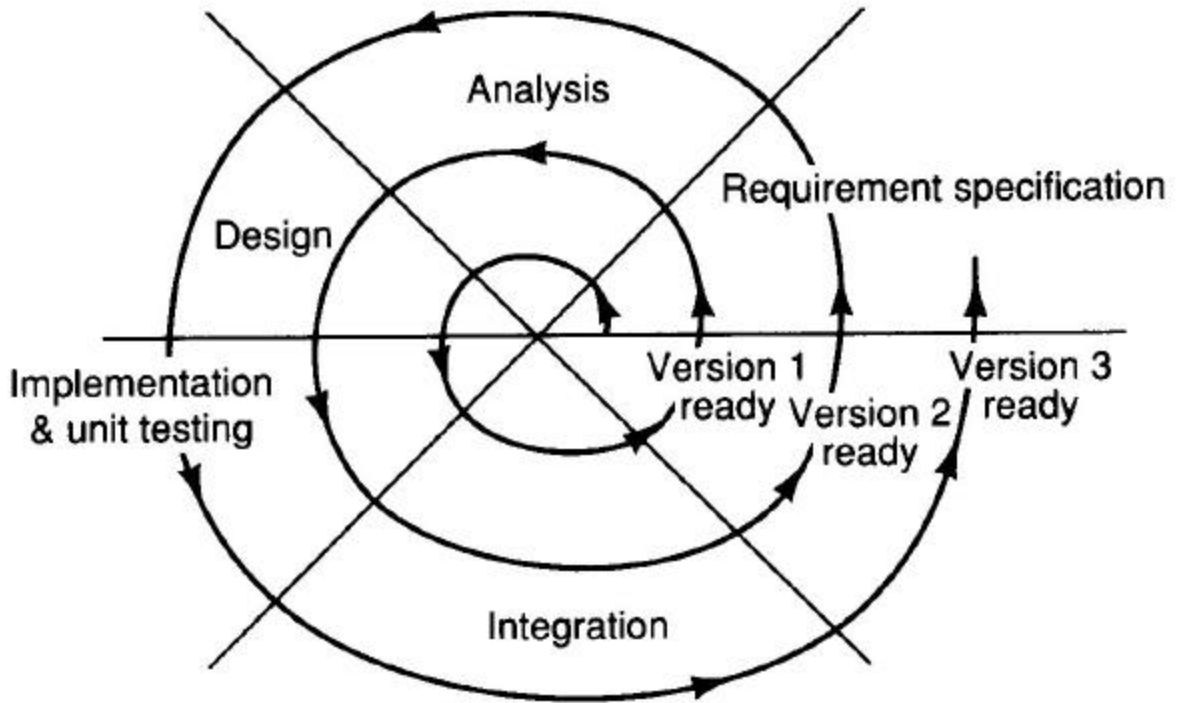 Analysis
Requirement specification
Design
Implementation
& unit testing
Version 1
ready
Version 2
ready
Version 3
ready
Integration